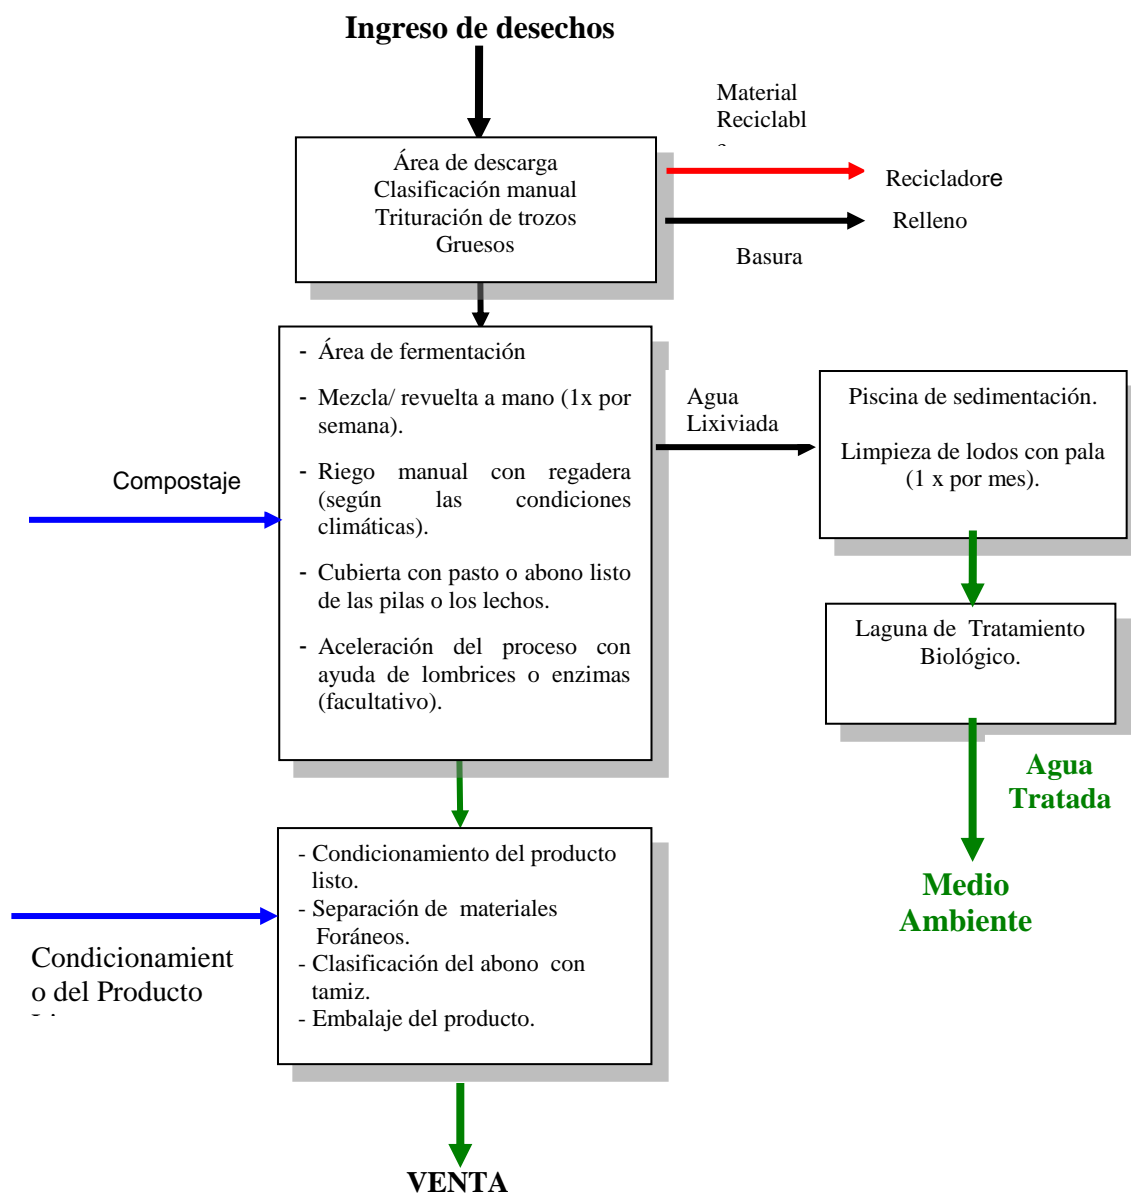 Ingreso de desechos
Material
Reciclabl
Área de descarga
Clasificación manual
Trituración de trozos
Gruesos
Recicladore
Relleno
Basura
- Área de fermentación
- Mezcla/ revuelta a mano (1x por
semana).
- Riego manual con regadera
(según las condiciones
climáticas).
- Cubierta con pasto o abono listo
de las pilas o los lechos.
- Aceleración del proceso con
ayuda de lombrices o enzimas
(facultativo).
Compostaje
Agua
Lixiviada
Piscina de sedimentación.
Limpieza de lodos con pala
(1 x por mes).
Laguna de Tratamiento
Biológico.
Agua
Tratada
Medio
Ambiente
- Condicionamiento del producto
listo.
- Separación de materiales
Foráneos.
- Clasificación del abono con
tamiz.
- Embalaje del producto.
Condicionamient
o del Producto
VENTA